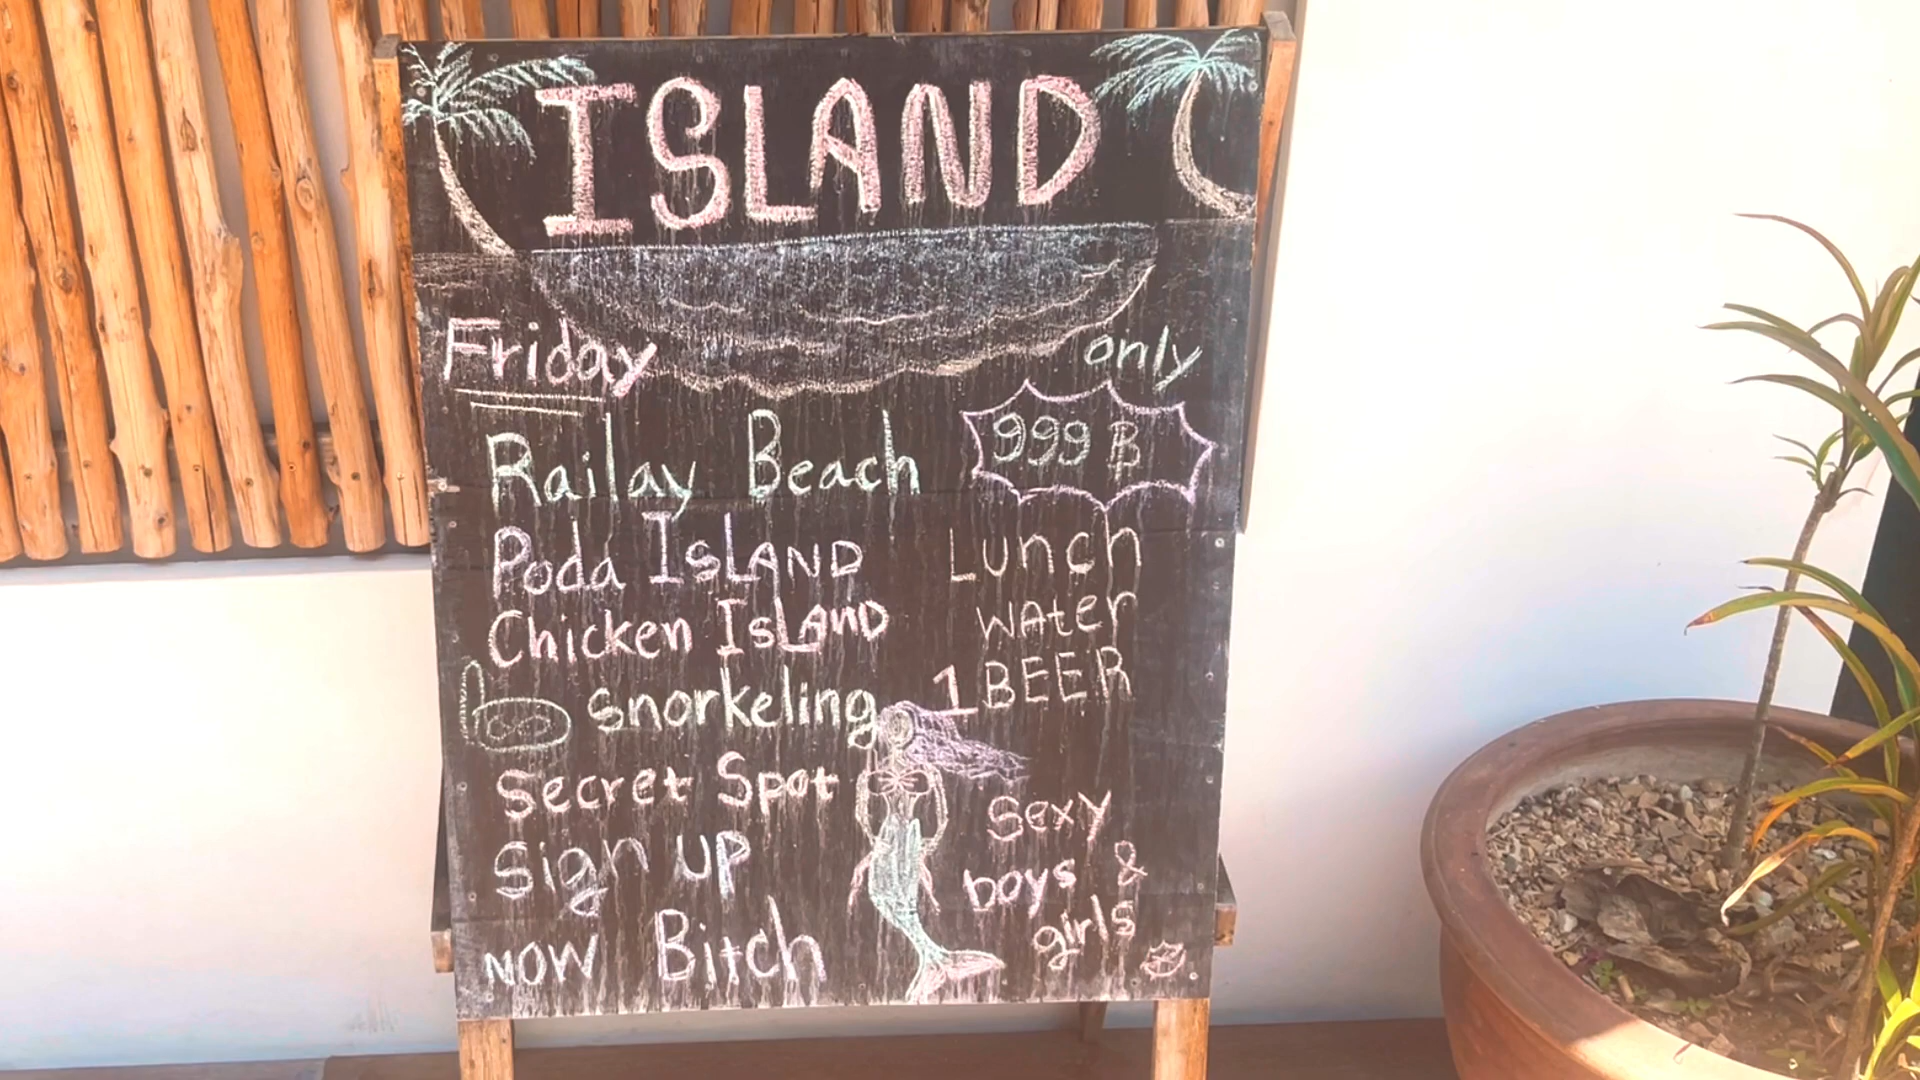 ISLAND
Friday
only
999 ฿
Railay Beach
Poda ISLAND
Chicken ISLAND
snorkeling
Secret Spot
Sign UP
NOW Bitch
Lunch
WAter
1 BEER
Sexy
boys &
girls